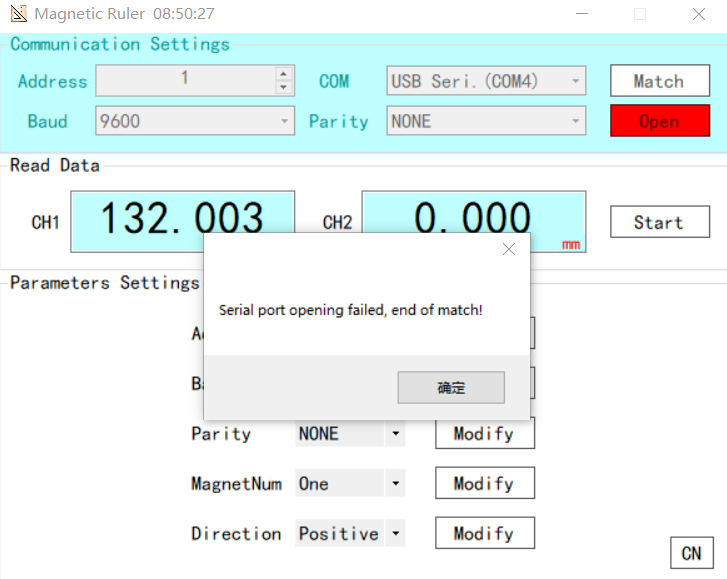 Magnetic Ruler 08:50:27
Communication Settings
Address 1 COM USB Seri.(COM4) Match
Baud 9600 Parity NONE Open
Read Data
CH1 132.003 CH2 0.000 mm Start
Parameters Settings
Serial port opening failed, end of match!
确定
Parity NONE Modify
MagnetNum One Modify
Direction Positive Modify
CN